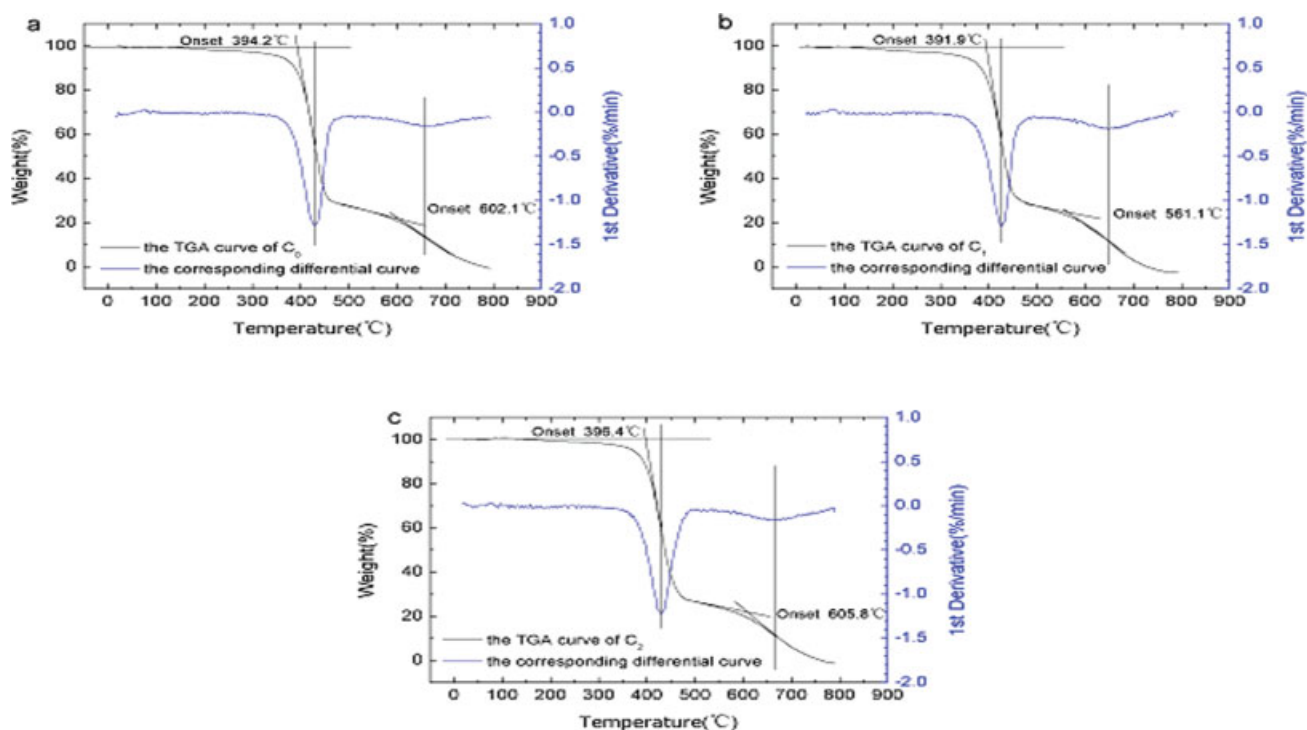 a
Onset 394.2℃
100
80
60
40
20
0
Weight(%)
1.0
0.5
0.0
-0.5
-1.0
-1.5
-2.0
1st Derivative(%/min)
Onset 602.1℃
the TGA curve of C₀
the corresponding differential curve
0 100 200 300 400 500 600 700 800 900
Temperature(℃)
b
Onset 391.9℃
100
80
60
40
20
0
Weight(%)
1.0
0.5
0.0
-0.5
-1.0
-1.5
-2.0
1st Derivative(%/min)
Onset 561.1℃
the TGA curve of C₁
the corresponding differential curve
0 100 200 300 400 500 600 700 800 900
Temperature(℃)
c
Onset 396.4℃
100
80
60
40
20
0
Weight(%)
1.0
0.5
0.0
-0.5
-1.0
-1.5
-2.0
1st Derivative(%/min)
Onset 605.8℃
the TGA curve of C₂
the corresponding differential curve
0 100 200 300 400 500 600 700 800 900
Temperature(℃)